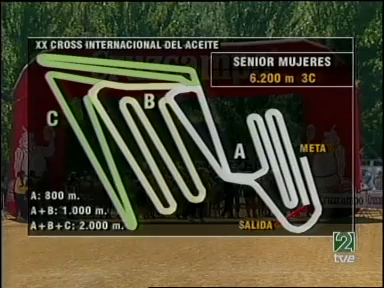 XX CROSS INTERNACIONAL DEL ACEITE
SENIOR MUJERES
6.200 m 3C
B
C
A
META
A: 800 m.
A+B: 1.000 m.
A+B+C: 2.000 m.
SALIDA
2
tve